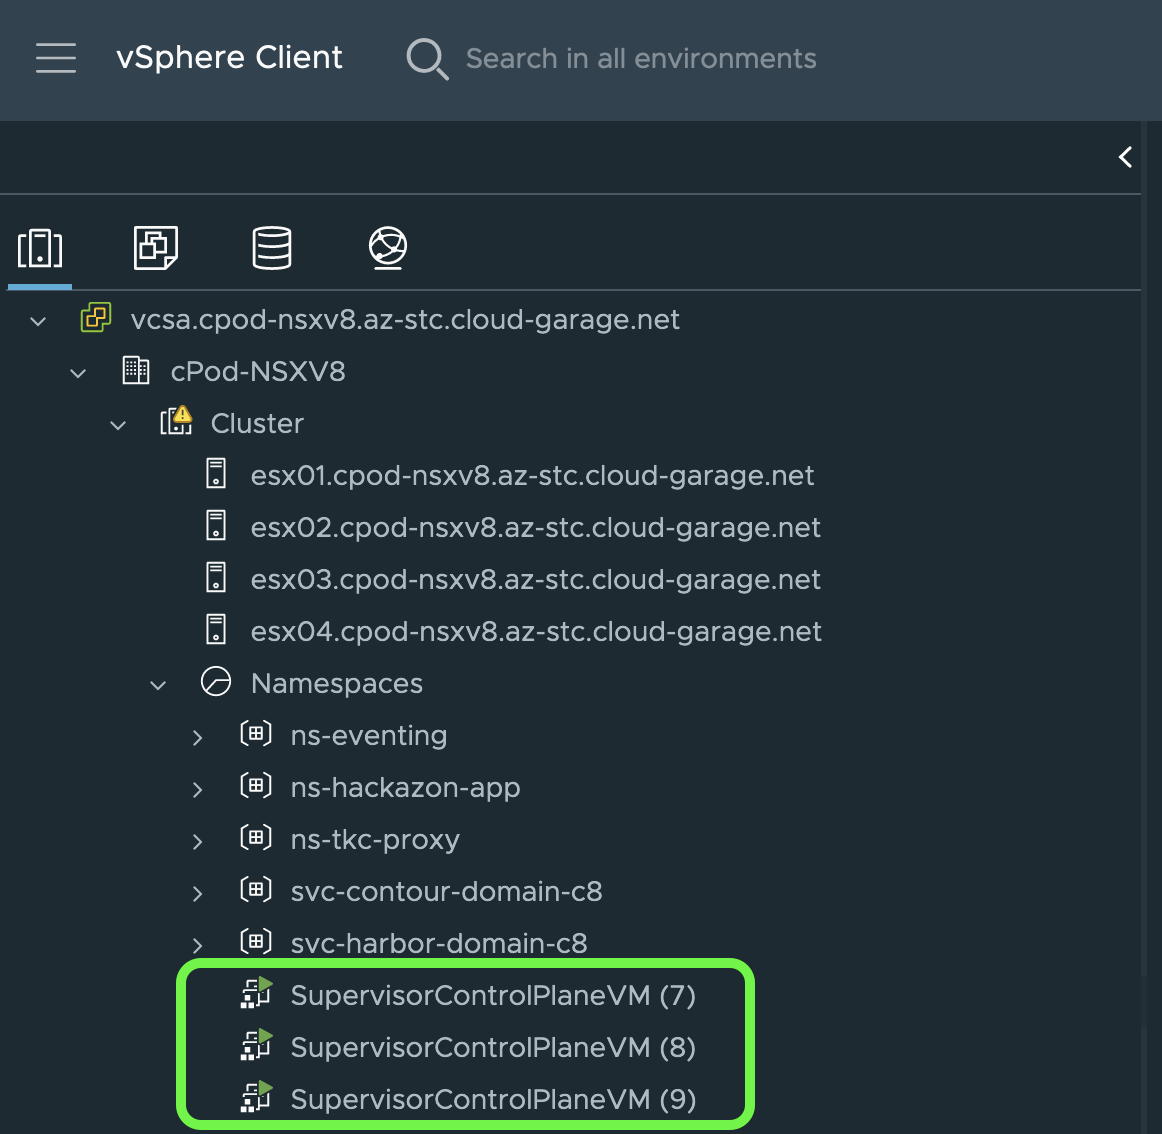 vSphere Client
Search in all environments
vcsa.cpod-nsxv8.az-stc.cloud-garage.net
cPod-NSXV8
Cluster
esx01.cpod-nsxv8.az-stc.cloud-garage.net
esx02.cpod-nsxv8.az-stc.cloud-garage.net
esx03.cpod-nsxv8.az-stc.cloud-garage.net
esx04.cpod-nsxv8.az-stc.cloud-garage.net
Namespaces
ns-eventing
ns-hackazon-app
ns-tkc-proxy
svc-contour-domain-c8
svc-harbor-domain-c8
SupervisorControlPlaneVM (7)
SupervisorControlPlaneVM (8)
SupervisorControlPlaneVM (9)